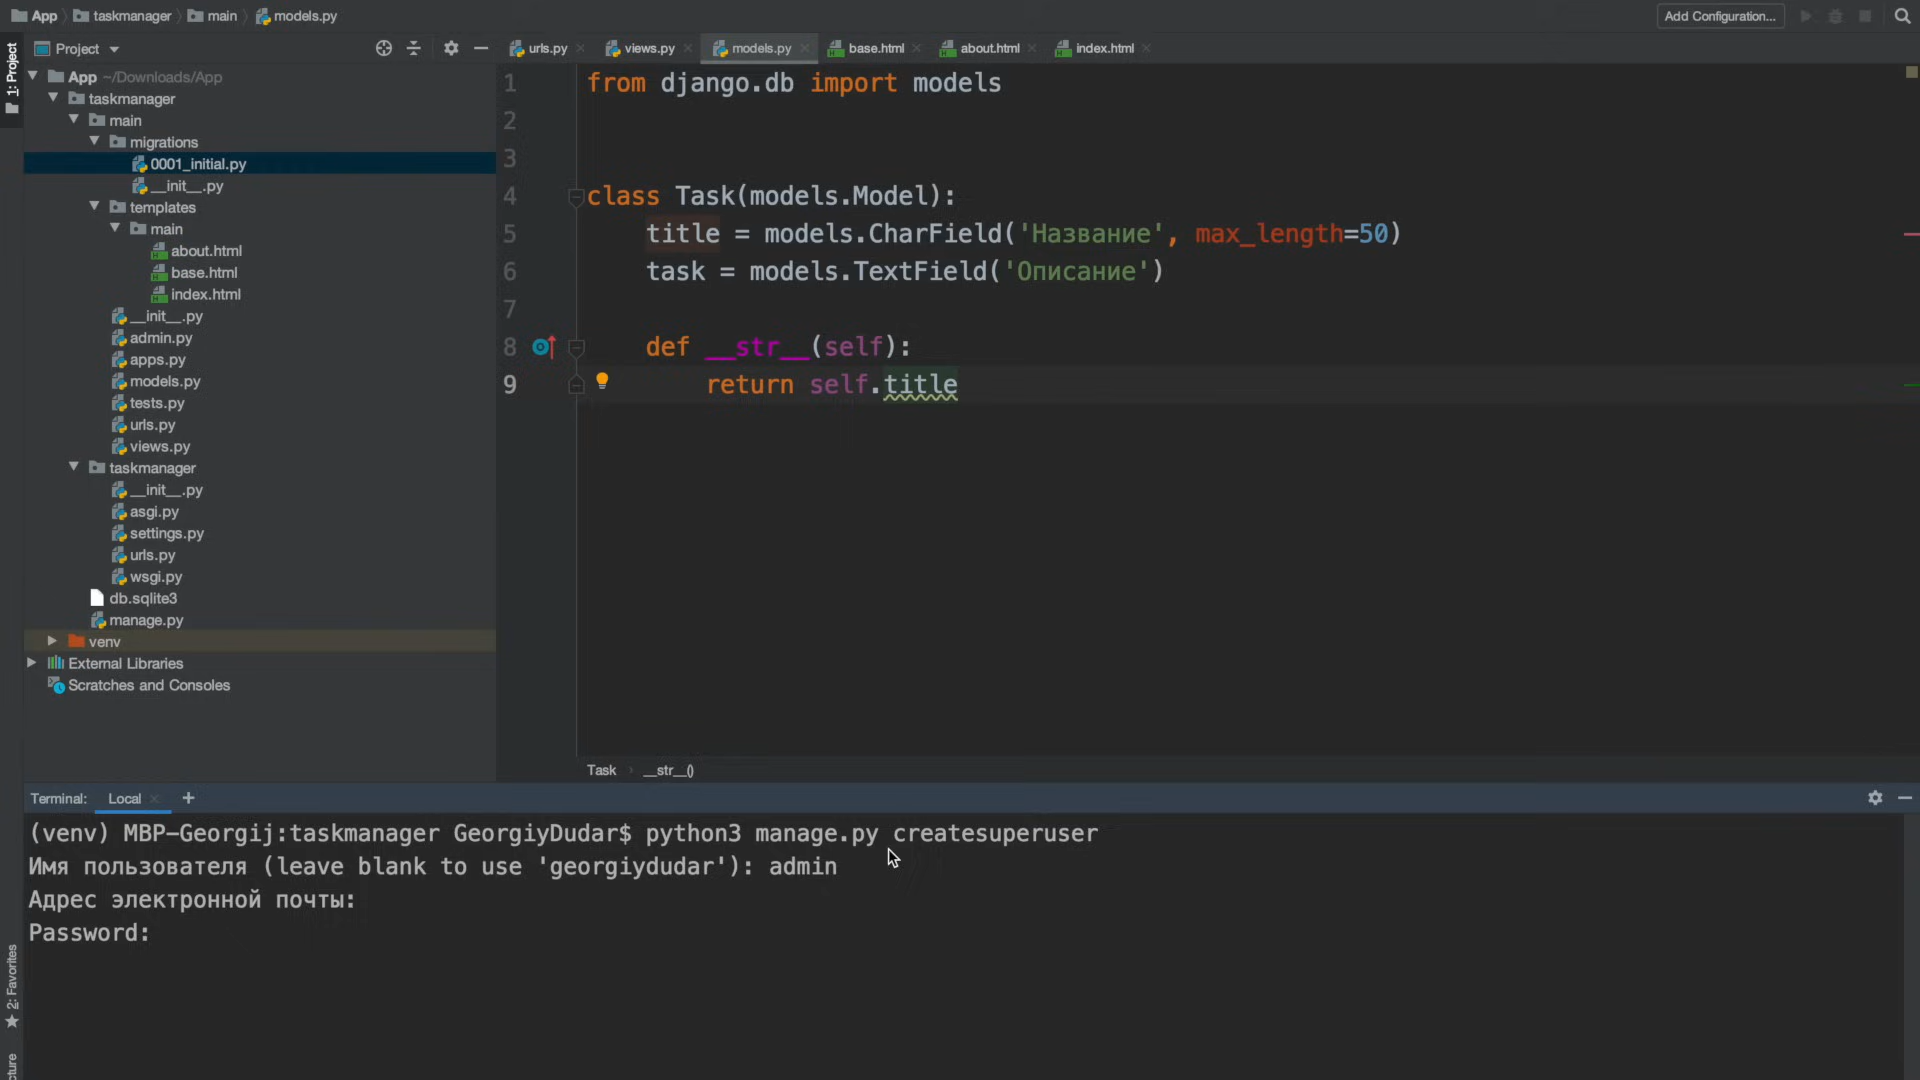 App taskmanager main models.py
Add Configuration...
1: Project
Project
urls.py views.py models.py base.html about.html index.html
App ~/Downloads/App
taskmanager
main
migrations
0001_initial.py
__init__.py
templates
main
about.html
base.html
index.html
__init__.py
admin.py
apps.py
models.py
tests.py
urls.py
views.py
taskmanager
__init__.py
asgi.py
settings.py
urls.py
wsgi.py
db.sqlite3
manage.py
venv
External Libraries
Scratches and Consoles
1 from django.db import models
2
3
4 class Task(models.Model):
5 title = models.CharField('Название', max_length=50)
6 task = models.TextField('Описание')
7
8 def __str__(self):
9 return self.title
Task __str__()
Terminal: Local +
(venv) MBP-Georgij:taskmanager GeorgiyDudar$ python3 manage.py createsuperuser
Имя пользователя (leave blank to use 'georgiydudar'): admin
Адрес электронной почты:
Password:
2: Favorites